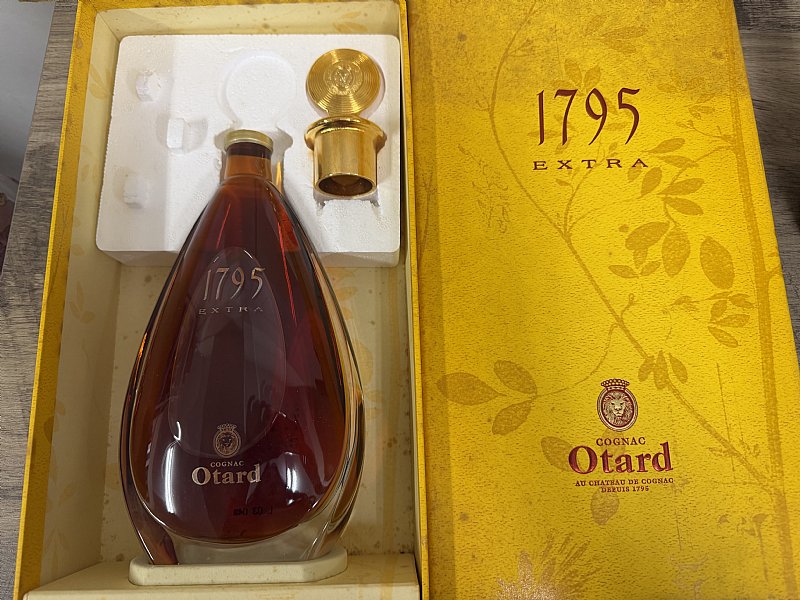 1795
EXTRA
COGNAC
Otard
1795
EXTRA
COGNAC
Otard
AU CHATEAU DE COGNAC
DEPUIS 1795